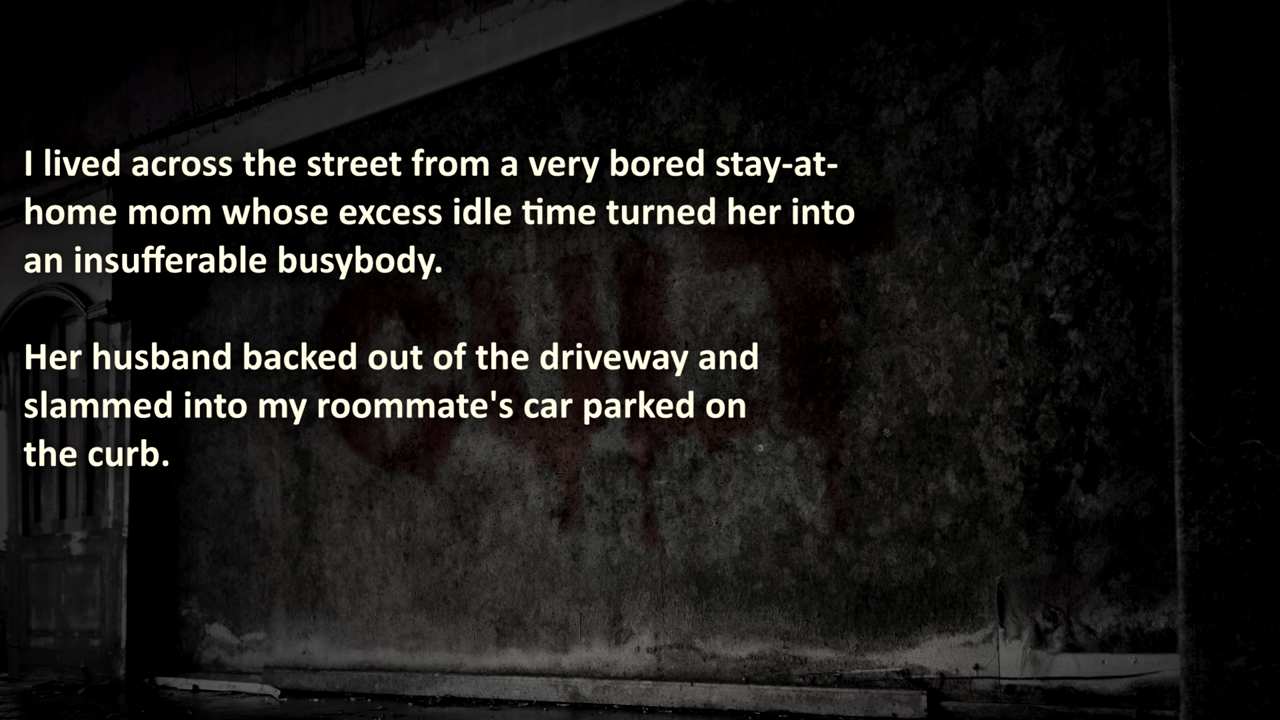 I lived across the street from a very bored stay-at-
home mom whose excess idle time turned her into
an insufferable busybody.
Her husband backed out of the driveway and
slammed into my roommate's car parked on
the curb.
CULT